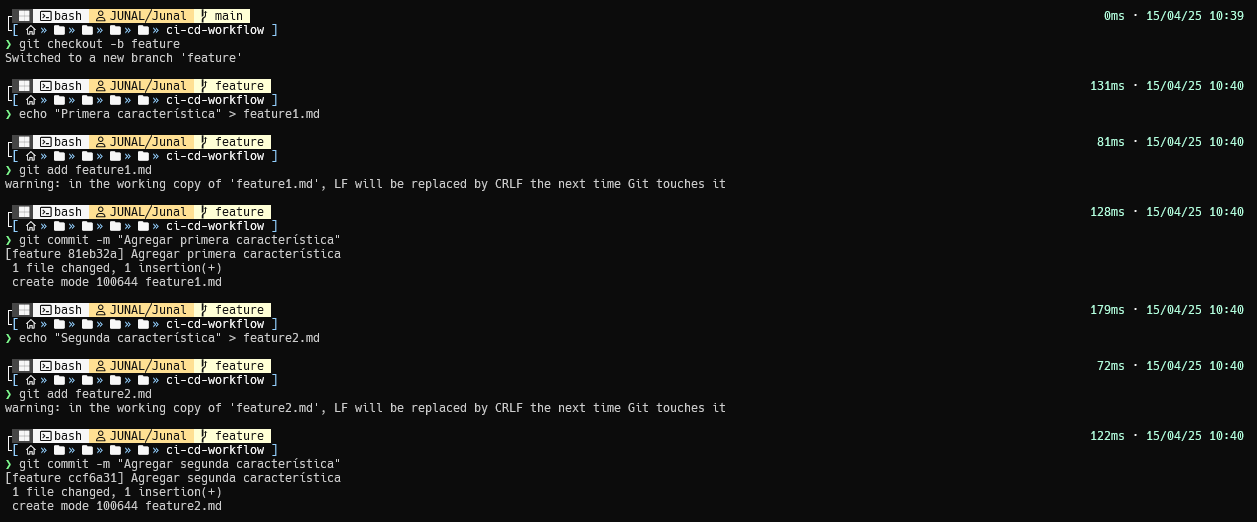 bash JUNAL/Junal main 0ms · 15/04/25 10:39
[ » » » » » ci-cd-workflow ]
❯ git checkout -b feature
Switched to a new branch 'feature'
bash JUNAL/Junal feature 131ms · 15/04/25 10:40
[ » » » » » ci-cd-workflow ]
❯ echo "Primera característica" > feature1.md
bash JUNAL/Junal feature 81ms · 15/04/25 10:40
[ » » » » » ci-cd-workflow ]
❯ git add feature1.md
warning: in the working copy of 'feature1.md', LF will be replaced by CRLF the next time Git touches it
bash JUNAL/Junal feature 128ms · 15/04/25 10:40
[ » » » » » ci-cd-workflow ]
❯ git commit -m "Agregar primera característica"
[feature 81eb32a] Agregar primera característica
1 file changed, 1 insertion(+)
create mode 100644 feature1.md
bash JUNAL/Junal feature 179ms · 15/04/25 10:40
[ » » » » » ci-cd-workflow ]
❯ echo "Segunda característica" > feature2.md
bash JUNAL/Junal feature 72ms · 15/04/25 10:40
[ » » » » » ci-cd-workflow ]
❯ git add feature2.md
warning: in the working copy of 'feature2.md', LF will be replaced by CRLF the next time Git touches it
bash JUNAL/Junal feature 122ms · 15/04/25 10:40
[ » » » » » ci-cd-workflow ]
❯ git commit -m "Agregar segunda característica"
[feature ccf6a31] Agregar segunda característica
1 file changed, 1 insertion(+)
create mode 100644 feature2.md